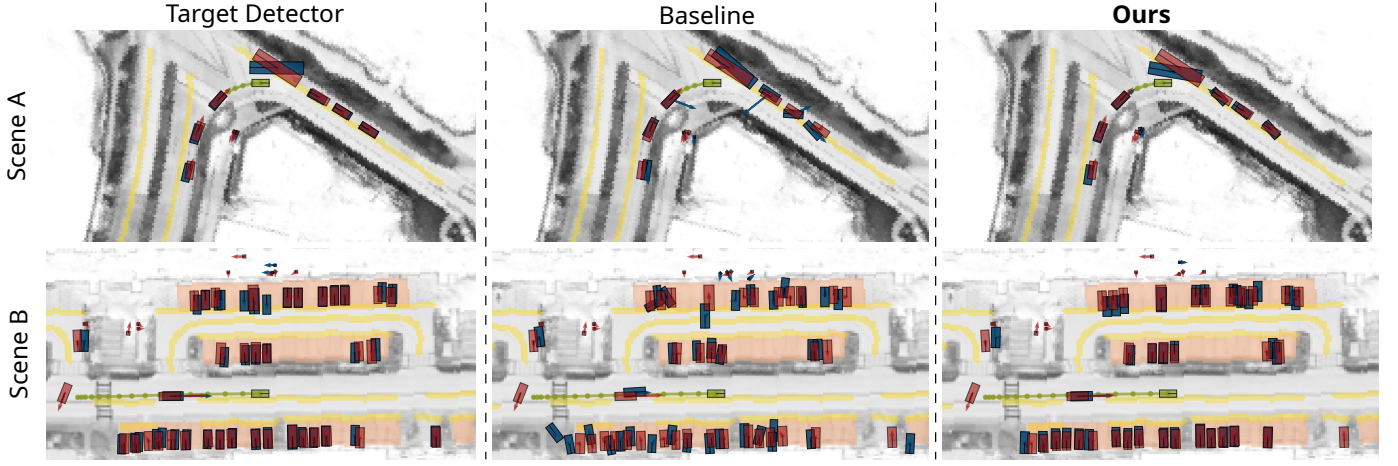 Target Detector
Baseline
Ours
Scene A
Scene B